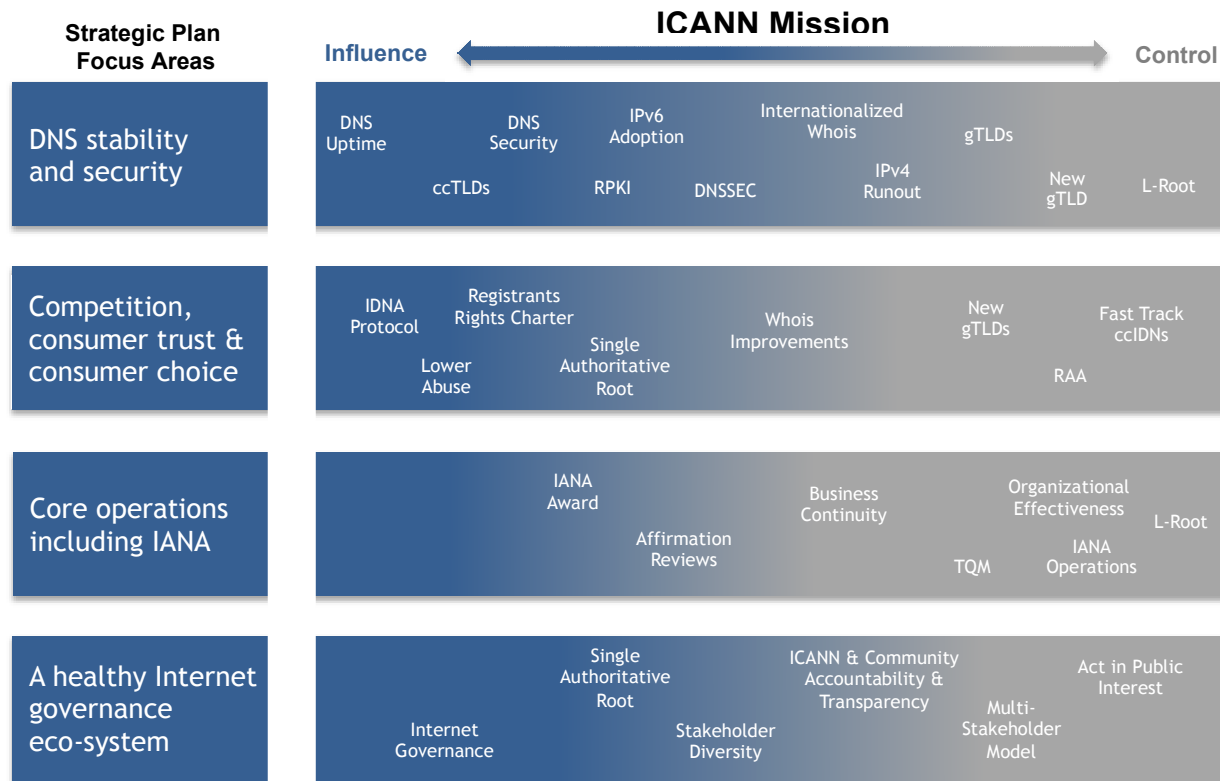 Strategic Plan
Focus Areas
ICANN Mission
Influence
Control
DNS stability
and security
DNS
Uptime
ccTLDs
DNS
Security
RPKI
IPv6
Adoption
DNSSEC
Internationalized
Whois
IPv4
Runout
gTLDs
New
gTLD
L-Root
Competition,
consumer trust &
consumer choice
IDNA
Protocol
Lower
Abuse
Registrants
Rights Charter
Single
Authoritative
Root
Whois
Improvements
New
gTLDs
RAA
Fast Track
ccIDNs
Core operations
including IANA
IANA
Award
Affirmation
Reviews
Business
Continuity
TQM
Organizational
Effectiveness
IANA
Operations
L-Root
A healthy Internet
governance
eco-system
Internet
Governance
Single
Authoritative
Root
Stakeholder
Diversity
ICANN & Community
Accountability &
Transparency
Multi-
Stakeholder
Model
Act in Public
Interest